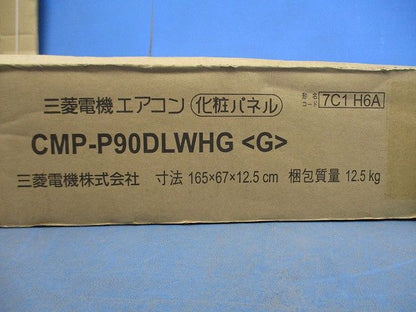 三菱電機エアコン 化粧パネル 形名コード 7C1 H6A
CMP-P90DLWHG <G>
三菱電機株式会社 寸法 165×67×12.5 cm 梱包質量 12.5 kg